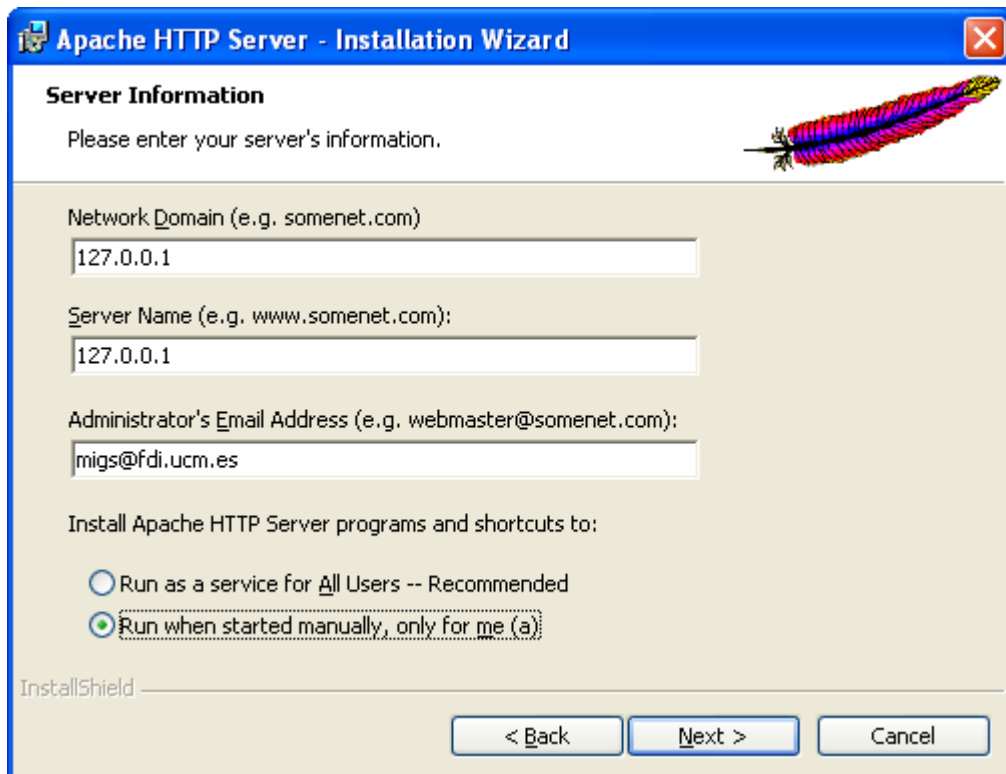 Apache HTTP Server - Installation Wizard
Server Information
Please enter your server's information.
Network Domain (e.g. somenet.com)
127.0.0.1
Server Name (e.g. www.somenet.com):
127.0.0.1
Administrator's Email Address (e.g. webmaster@somenet.com):
migs@fdi.ucm.es
Install Apache HTTP Server programs and shortcuts to:
Run as a service for All Users -- Recommended
Run when started manually, only for me (a)
InstallShield
< Back Next > Cancel